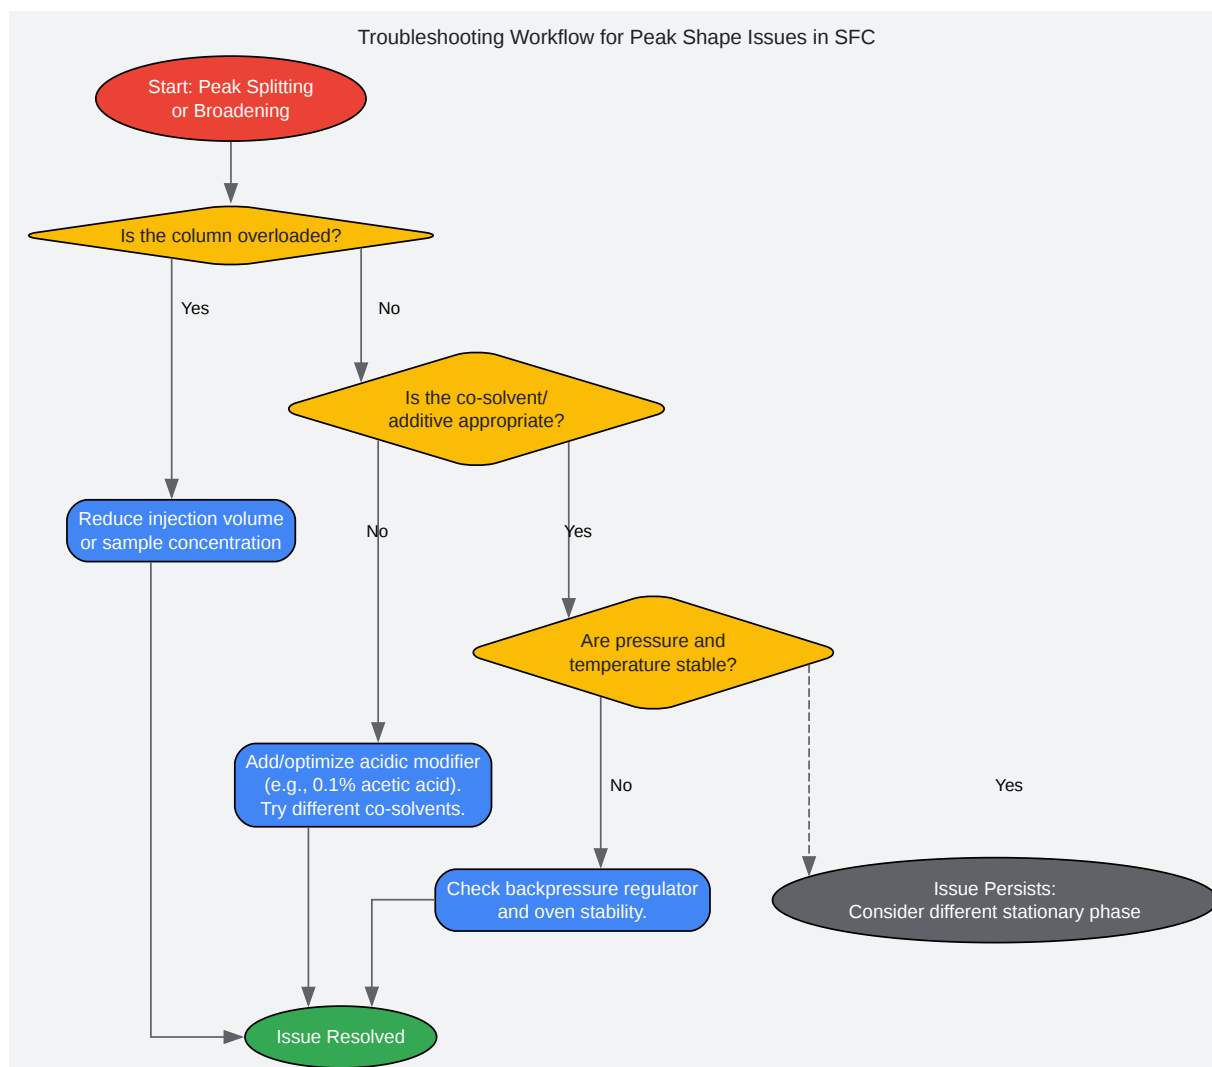 Troubleshooting Workflow for Peak Shape Issues in SFC
Start: Peak Splitting
or Broadening
Is the column overloaded?
Yes
No
Is the co-solvent/
additive appropriate?
Reduce injection volume
or sample concentration
No
Yes
Are pressure and
temperature stable?
Add/optimize acidic modifier
(e.g., 0.1% acetic acid).
Try different co-solvents.
No
Yes
Check backpressure regulator
and oven stability.
Issue Persists:
Consider different stationary phase
Issue Resolved